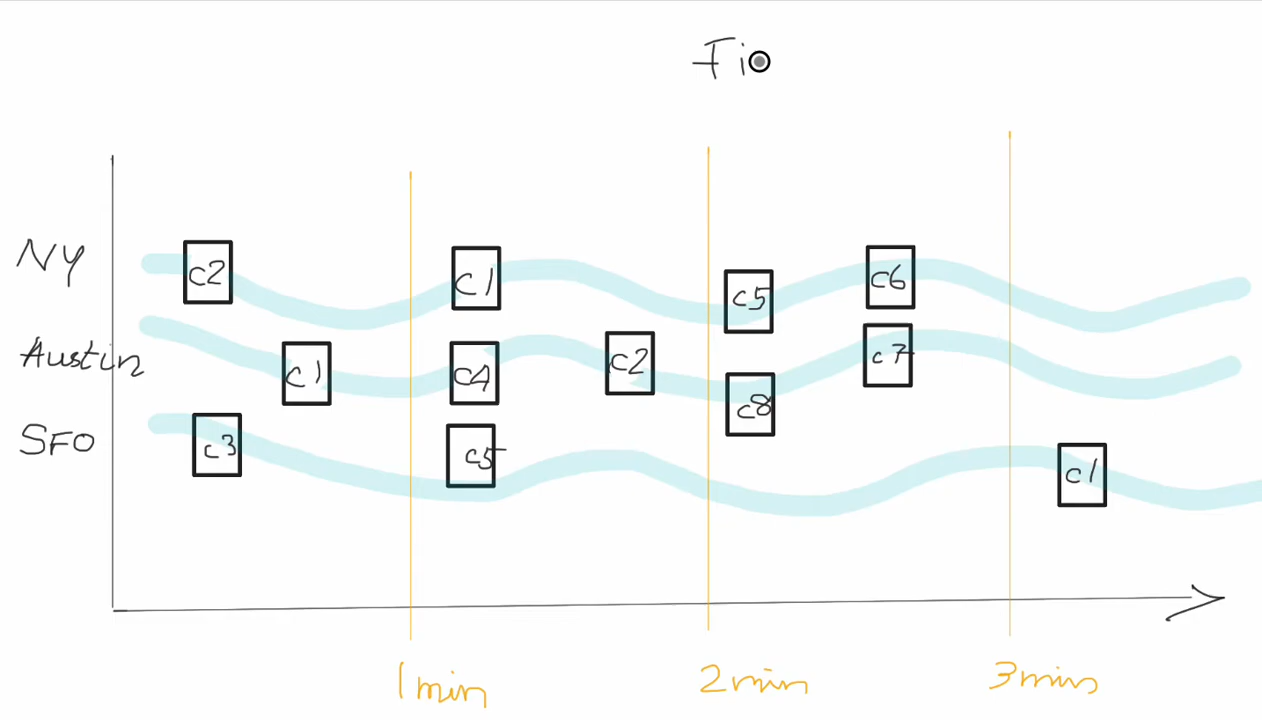 Fi
NY c2 c1 c5 c6
Austin c1 c4 c2 c8 c7
SFO c3 c5 c1
1min 2min 3mins